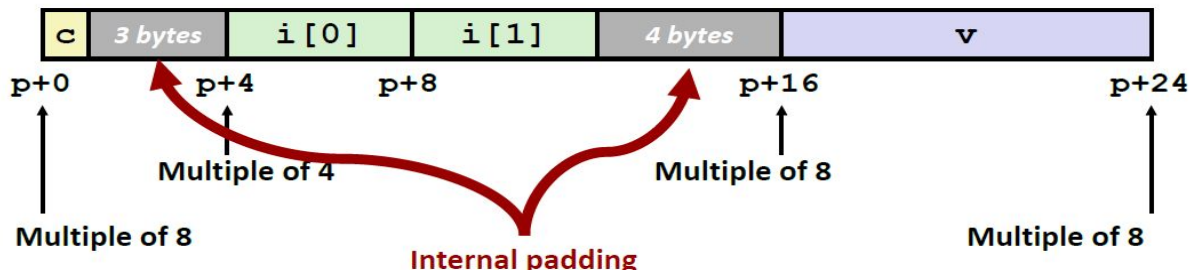 c 3 bytes i[0] i[1] 4 bytes v
p+0 p+4 p+8 p+16 p+24
Multiple of 4 Multiple of 8
Multiple of 8 Multiple of 8
Internal padding